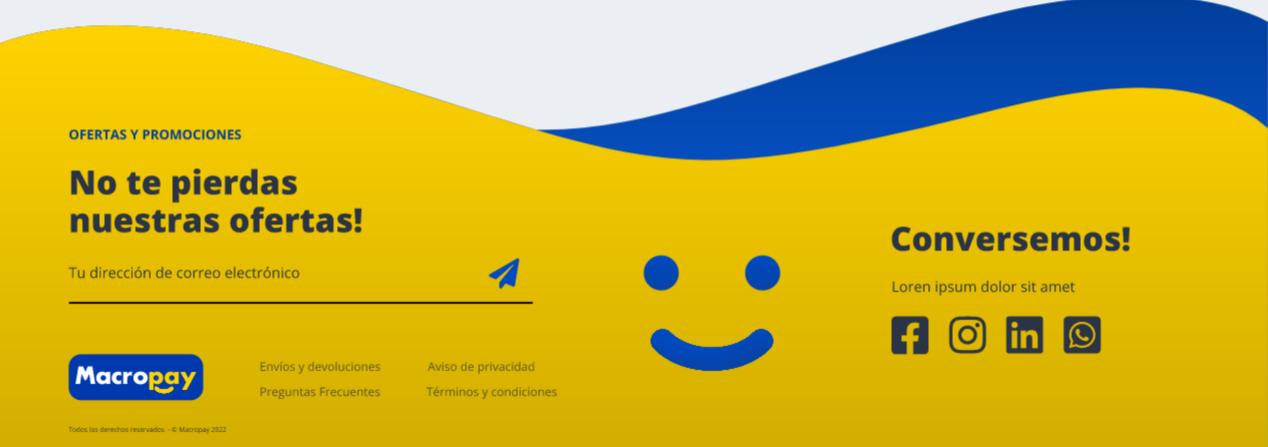 OFERTAS Y PROMOCIONES
No te pierdas
nuestras ofertas!
Tu dirección de correo electrónico
Conversemos!
Loren ipsum dolor sit amet
Macropay
Envíos y devoluciones
Aviso de privacidad
Preguntas Frecuentes
Términos y condiciones
Todos los derechos reservados. - © Macropay 2022